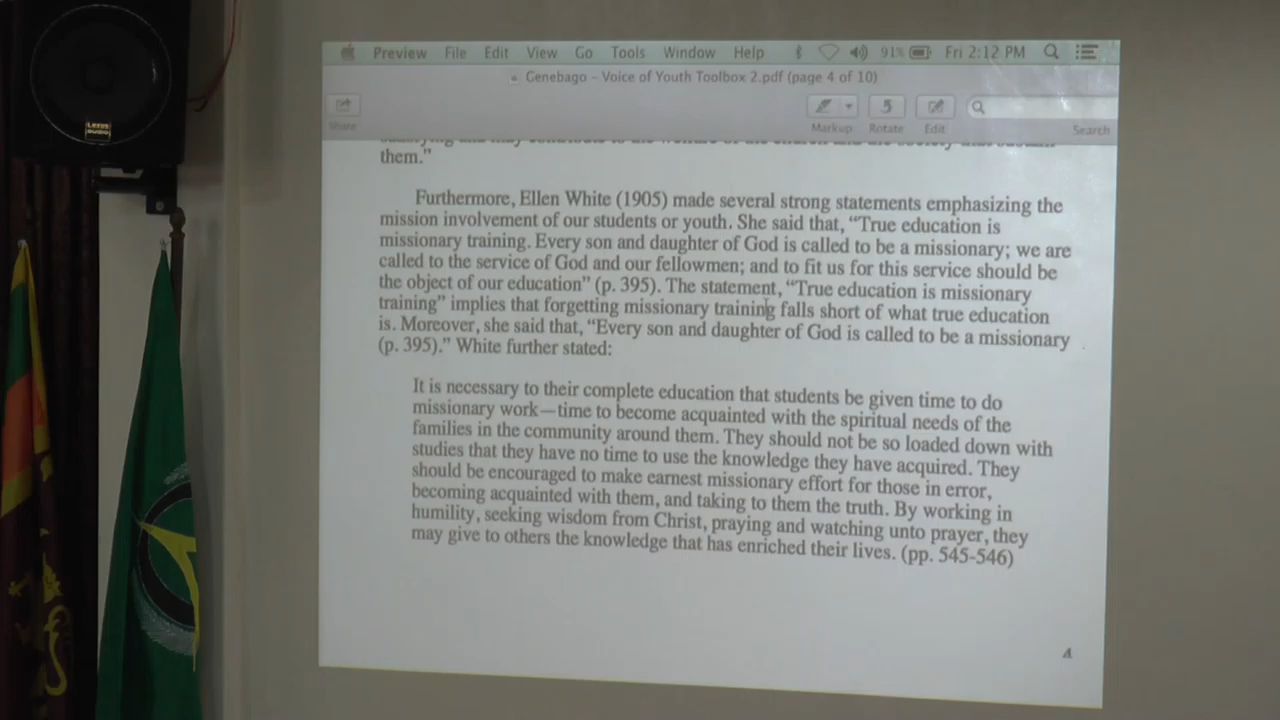 Lexus
audio
Preview File Edit View Go Tools Window Help 91% Fri 2:12 PM
Cenebago – Voice of Youth Toolbox 2.pdf (page 4 of 10)
Share
Markup Rotate Edit Search
them."
Furthermore, Ellen White (1905) made several strong statements emphasizing the
mission involvement of our students or youth. She said that, “True education is
missionary training. Every son and daughter of God is called to be a missionary; we are
called to the service of God and our fellowmen; and to fit us for this service should be
the object of our education” (p. 395). The statement, “True education is missionary
training” implies that forgetting missionary training falls short of what true education
is. Moreover, she said that, “Every son and daughter of God is called to be a missionary
(p. 395).” White further stated:
It is necessary to their complete education that students be given time to do
missionary work—time to become acquainted with the spiritual needs of the
families in the community around them. They should not be so loaded down with
studies that they have no time to use the knowledge they have acquired. They
should be encouraged to make earnest missionary effort for those in error,
becoming acquainted with them, and taking to them the truth. By working in
humility, seeking wisdom from Christ, praying and watching unto prayer, they
may give to others the knowledge that has enriched their lives. (pp. 545-546)
4